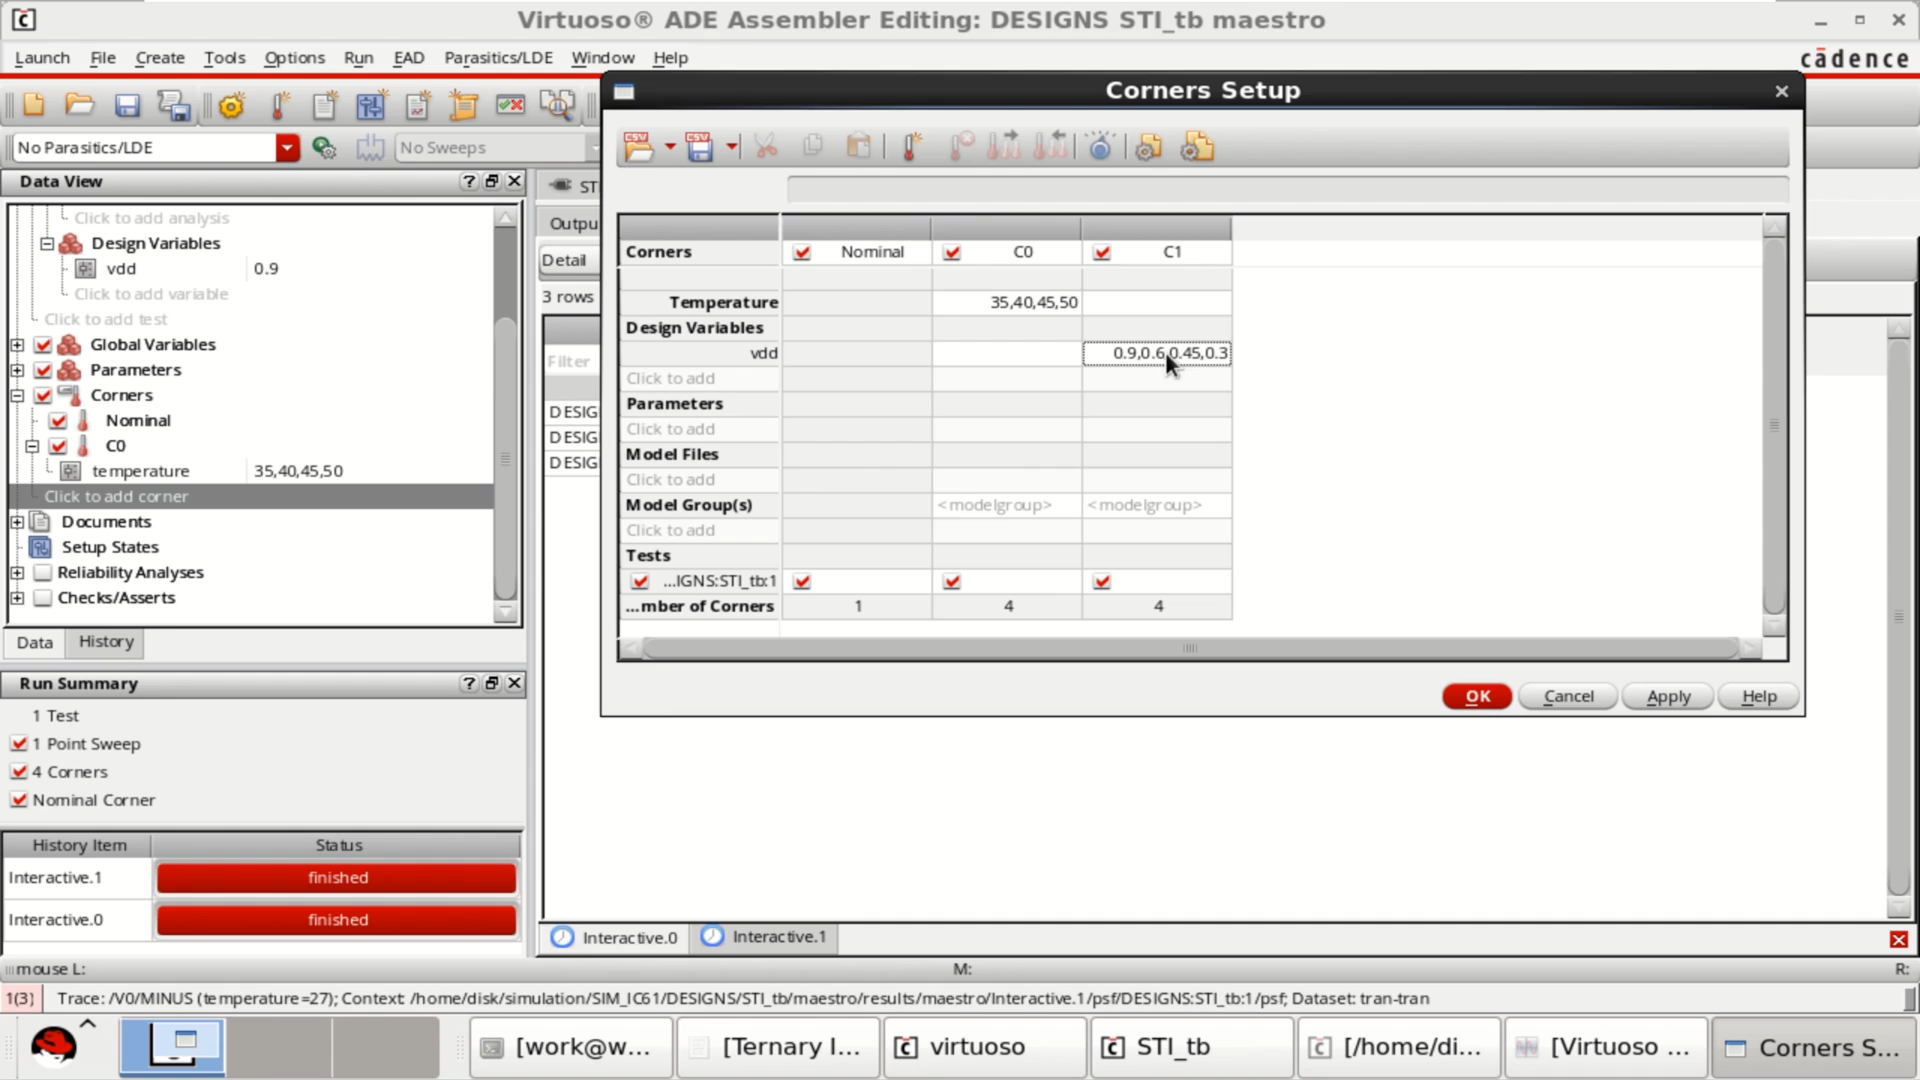 Virtuoso® ADE Assembler Editing: DESIGNS STI_tb maestro
Launch File Create Tools Options Run EAD Parasitics/LDE Window Help
cādence
No Parasitics/LDE
No Sweeps
Data View
Click to add analysis
Design Variables
vdd 0.9
Click to add variable
Click to add test
Global Variables
Parameters
Corners
Nominal
C0
temperature 35,40,45,50
Click to add corner
Documents
Setup States
Reliability Analyses
Checks/Asserts
Data History
Run Summary
1 Test
1 Point Sweep
4 Corners
Nominal Corner
History Item Status
Interactive.1 finished
Interactive.0 finished
ST
Outpu
Detail
3 rows
Filter
DESIG
DESIG
DESIG
Corners Setup
Corners Nominal C0 C1
Temperature 35,40,45,50
Design Variables
vdd 0.9,0.6,0.45,0.3
Click to add
Parameters
Click to add
Model Files
Click to add
Model Group(s) <modelgroup> <modelgroup>
Click to add
Tests
...IGNS:STI_tb:1
...mber of Corners 1 4 4
OK Cancel Apply Help
Interactive.0 Interactive.1
mouse L: M: R:
1(3) Trace: /V0/MINUS (temperature=27); Context: /home/disk/simulation/SIM_IC61/DESIGNS/STI_tb/maestro/results/maestro/Interactive.1/psf/DESIGNS:STI_tb:1/psf; Dataset: tran-tran
[work@w... [Ternary I... virtuoso STI_tb [/home/di... [Virtuoso ... Corners S...